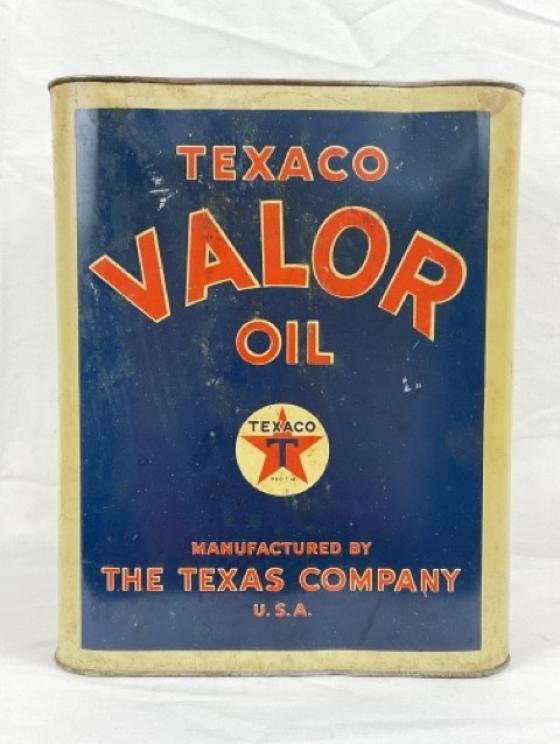 TEXACO
VALOR
OIL
TEXACO
T
MANUFACTURED BY
THE TEXAS COMPANY
U.S.A.